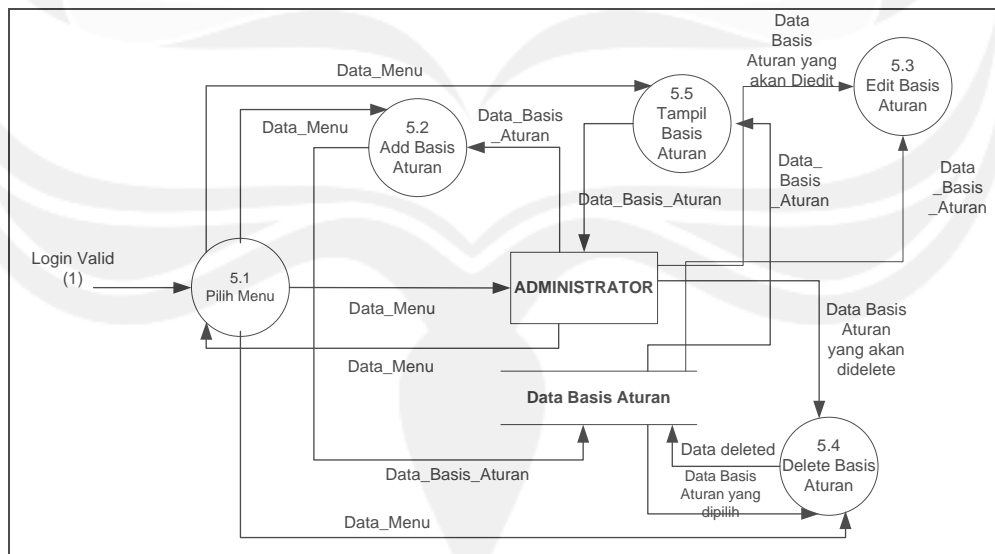 Data
Basis
Aturan yang
akan Diedit
5.3
Edit Basis
Aturan
Data_Menu
5.5
Tampil
Basis
Aturan
Data_Menu
5.2
Add Basis
Aturan
Data_Basis
_Aturan
Data_
Basis
_Aturan
Data
_Basis
_Aturan
Data_Basis_Aturan
Login Valid
(1)
5.1
Pilih Menu
Data_Menu
ADMINISTRATOR
Data Basis
Aturan
yang akan
didelete
Data_Menu
Data Basis Aturan
Data deleted
5.4
Delete Basis
Aturan
Data_Basis_Aturan
Data Basis
Aturan yang
dipilih
Data_Menu